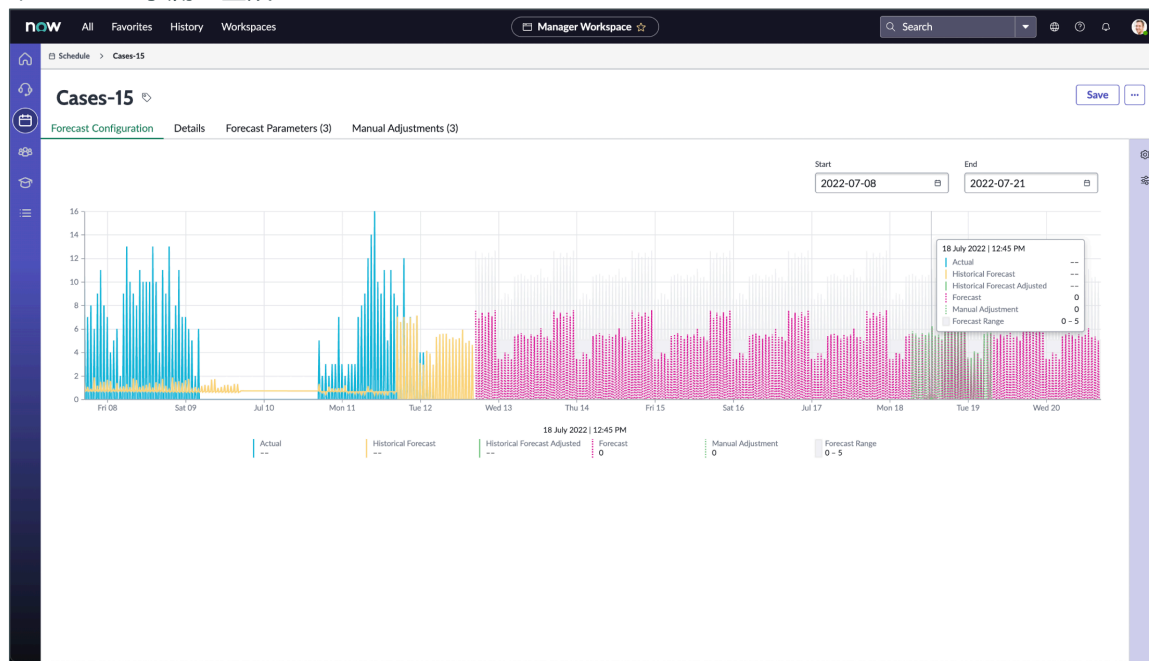 now All Favorites History Workspaces Manager Workspace Search
Schedule > Cases-15
Cases-15 Save ...
Forecast Configuration Details Forecast Parameters (3) Manual Adjustments (3)
Start End
2022-07-08 2022-07-21
16
14
12
10
8
6
4
2
0
18 July 2022 | 12:45 PM
Actual --
Historical Forecast --
Historical Forecast Adjusted --
Forecast 0
Manual Adjustment 0
Forecast Range 0 – 5
Fri 08 Sat 09 Jul 10 Mon 11 Tue 12 Wed 13 Thu 14 Fri 15 Sat 16 Jul 17 Mon 18 Tue 19 Wed 20
18 July 2022 | 12:45 PM
Actual Historical Forecast Historical Forecast Adjusted Forecast Manual Adjustment Forecast Range
-- -- -- 0 0 0 – 5